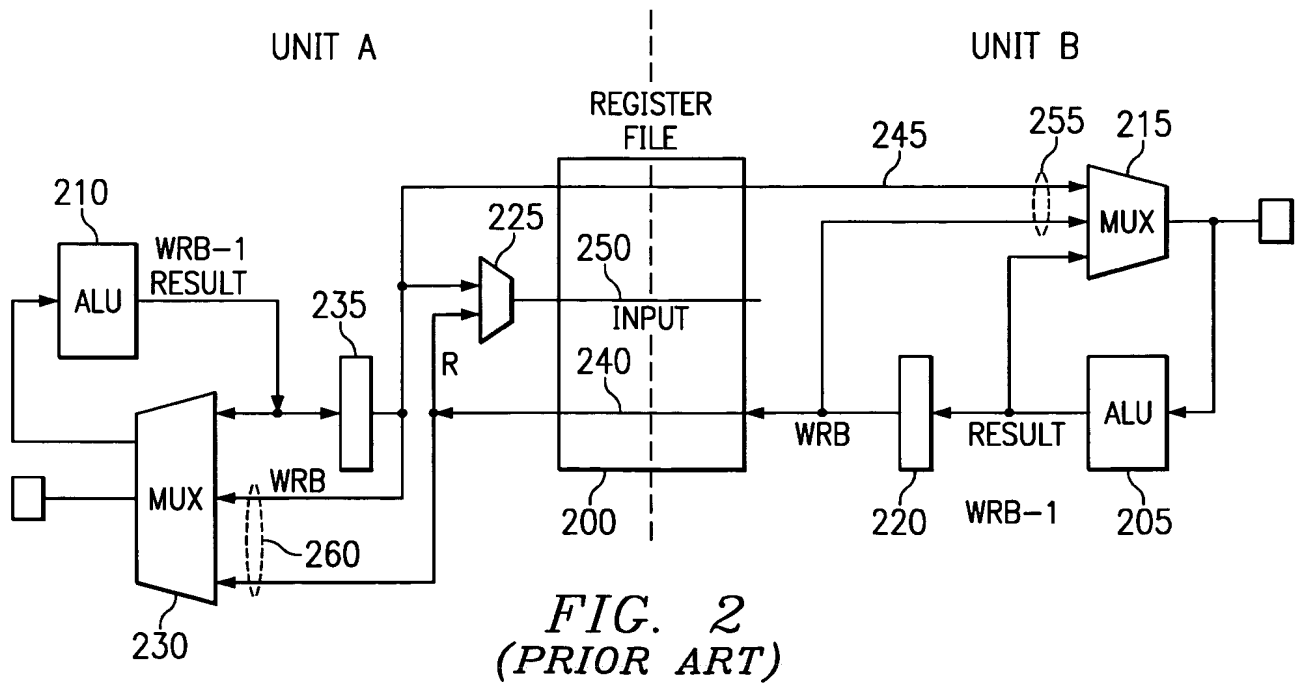 UNIT A
UNIT B
REGISTER
FILE
245
255
215
210
WRB-1
RESULT
225
MUX
ALU
235
250
INPUT
R
240
MUX
WRB
WRB
RESULT
ALU
260
200
220
WRB-1
205
230
FIG. 2
(PRIOR ART)